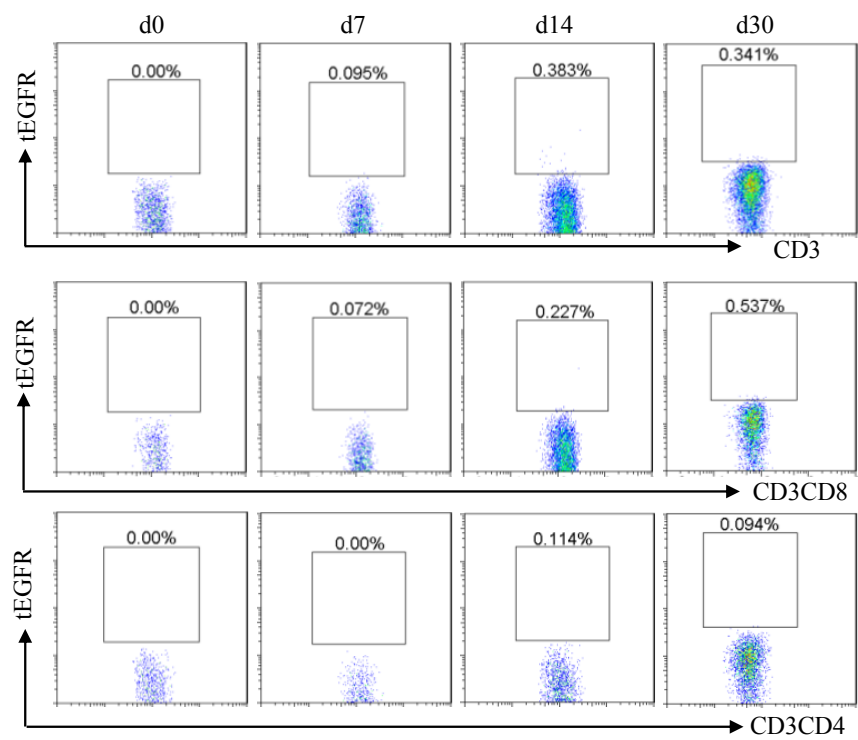 d0 d7 d14 d30
tEGFR
0.00% 0.095% 0.383% 0.341%
CD3
tEGFR
0.00% 0.072% 0.227% 0.537%
CD3CD8
tEGFR
0.00% 0.00% 0.114% 0.094%
CD3CD4